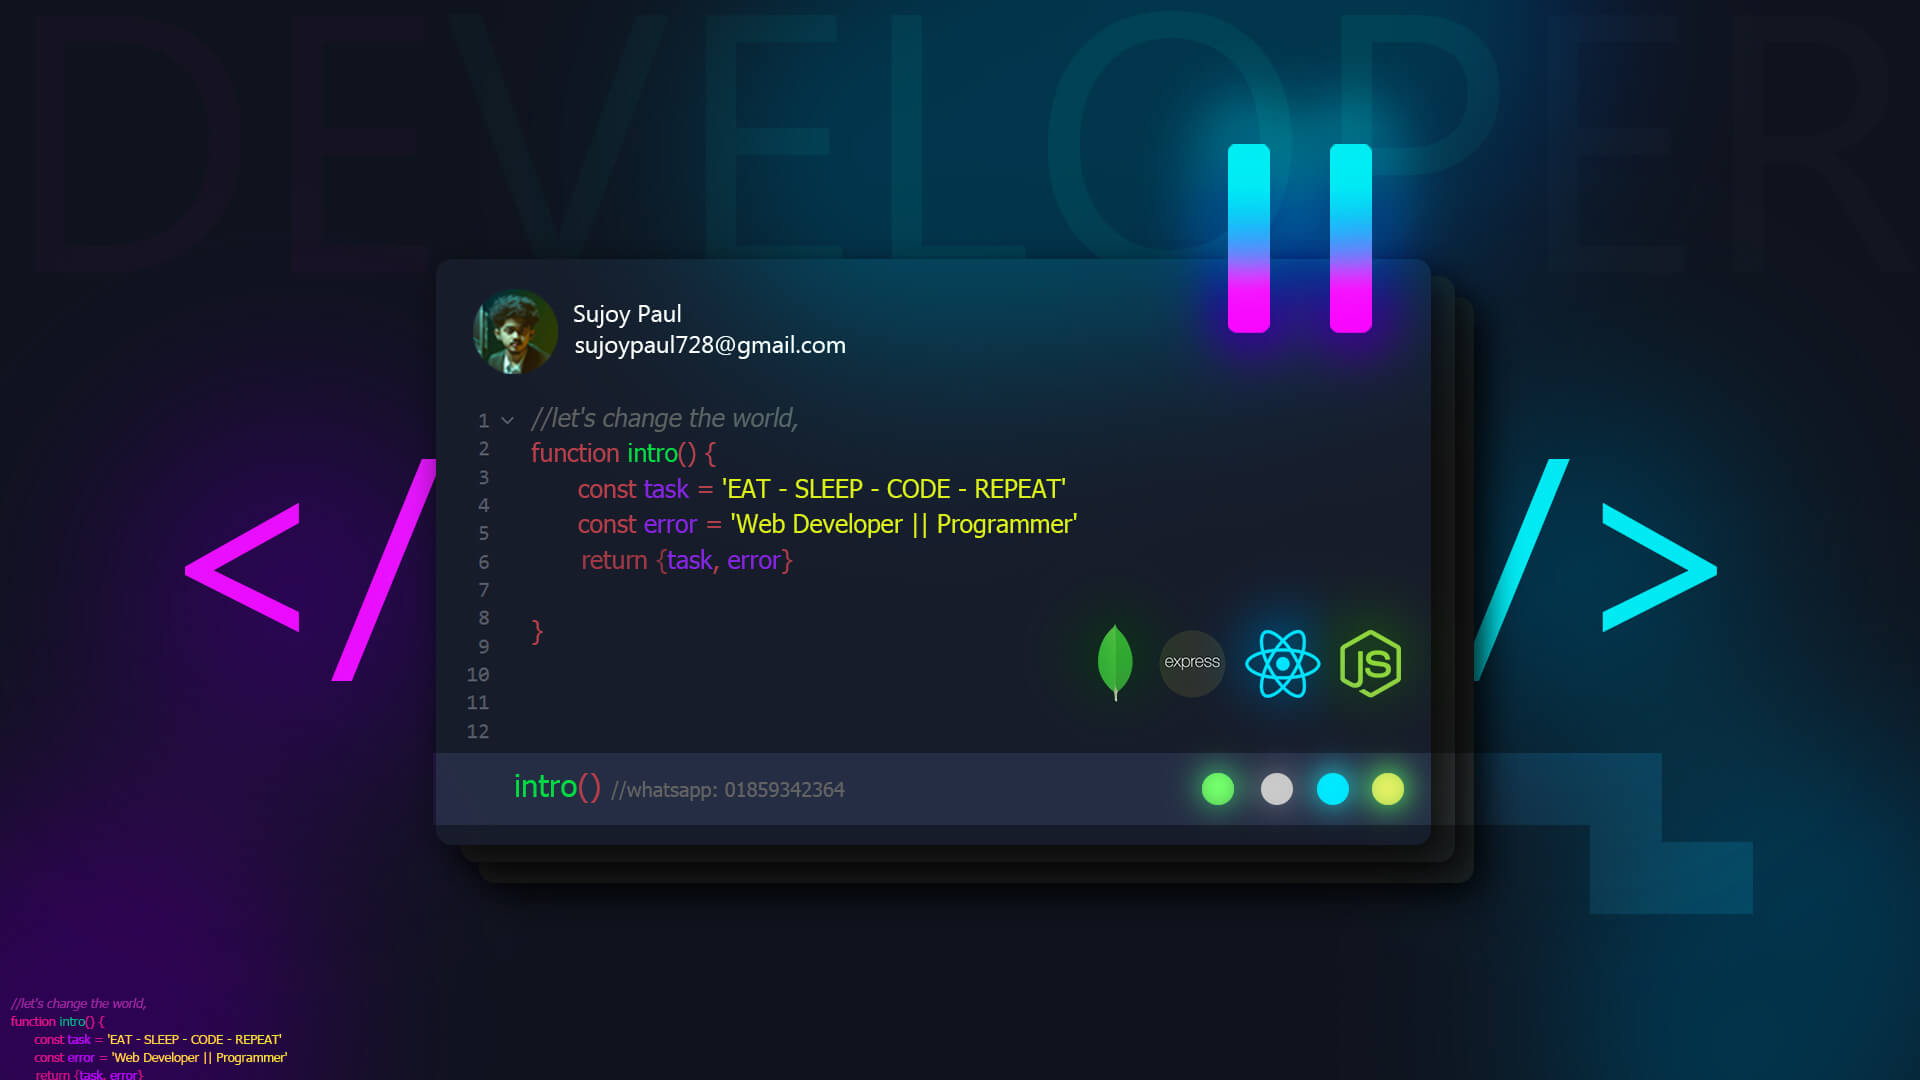 DEVELOPER
Sujoy Paul
sujoypaul728@gmail.com
1 //let's change the world,
2 function intro() {
3 const task = 'EAT - SLEEP - CODE - REPEAT'
4 const error = 'Web Developer || Programmer'
5 return {task, error}
6
7
8 }
9
10
11
12
</>
express
JS
intro() //whatsapp: 01859342364
//let's change the world,
function intro() {
const task = 'EAT - SLEEP - CODE - REPEAT'
const error = 'Web Developer || Programmer'
return {task, error}